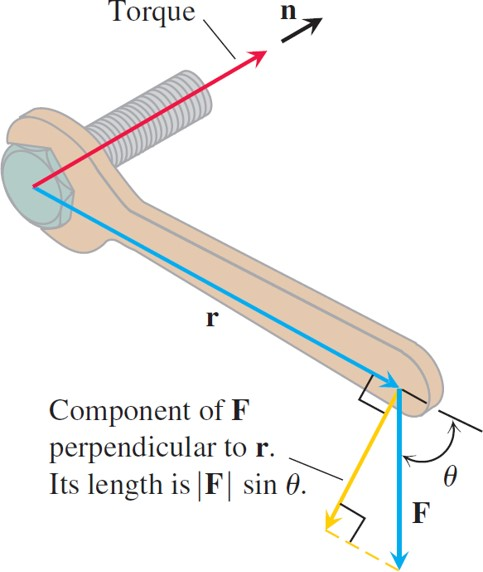 Torque
n
r
Component of F
perpendicular to r.
Its length is |F| sin θ.
θ
F